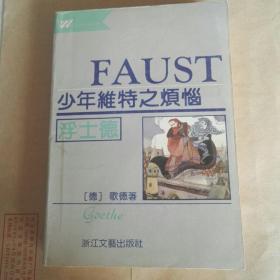 W
FAUST
少年維特之煩惱
浮士德
［德］歌德著
Goethe
浙江文藝出版社